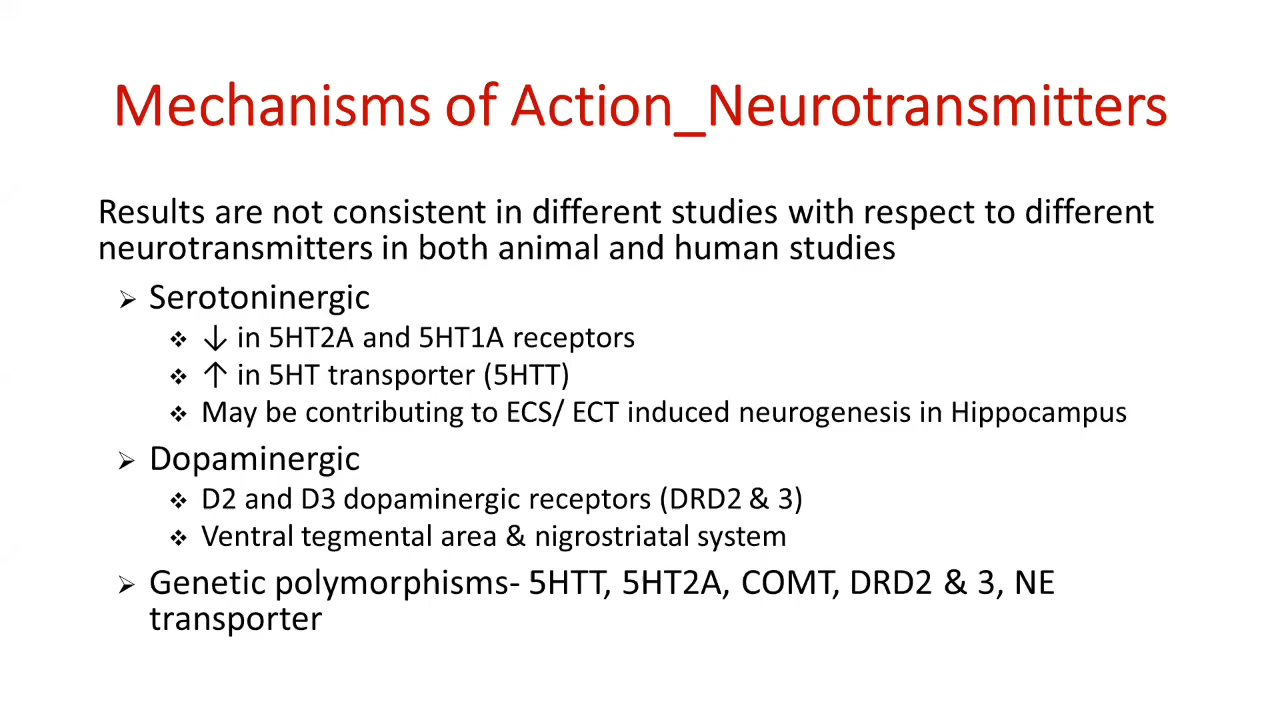 Mechanisms of Action_Neurotransmitters
Results are not consistent in different studies with respect to different
neurotransmitters in both animal and human studies
➢ Serotoninergic
❖ ↓ in 5HT2A and 5HT1A receptors
❖ ↑ in 5HT transporter (5HTT)
❖ May be contributing to ECS/ ECT induced neurogenesis in Hippocampus
➢ Dopaminergic
❖ D2 and D3 dopaminergic receptors (DRD2 & 3)
❖ Ventral tegmental area & nigrostriatal system
➢ Genetic polymorphisms- 5HTT, 5HT2A, COMT, DRD2 & 3, NE
transporter